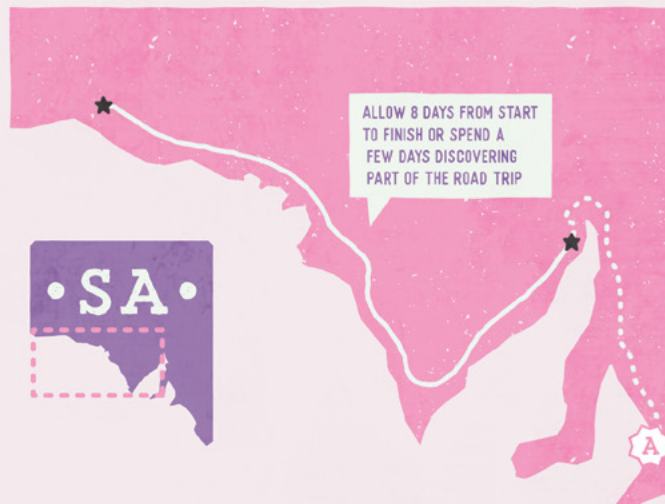 ALLOW 8 DAYS FROM START
TO FINISH OR SPEND A
FEW DAYS DISCOVERING
PART OF THE ROAD TRIP
• SA •
A